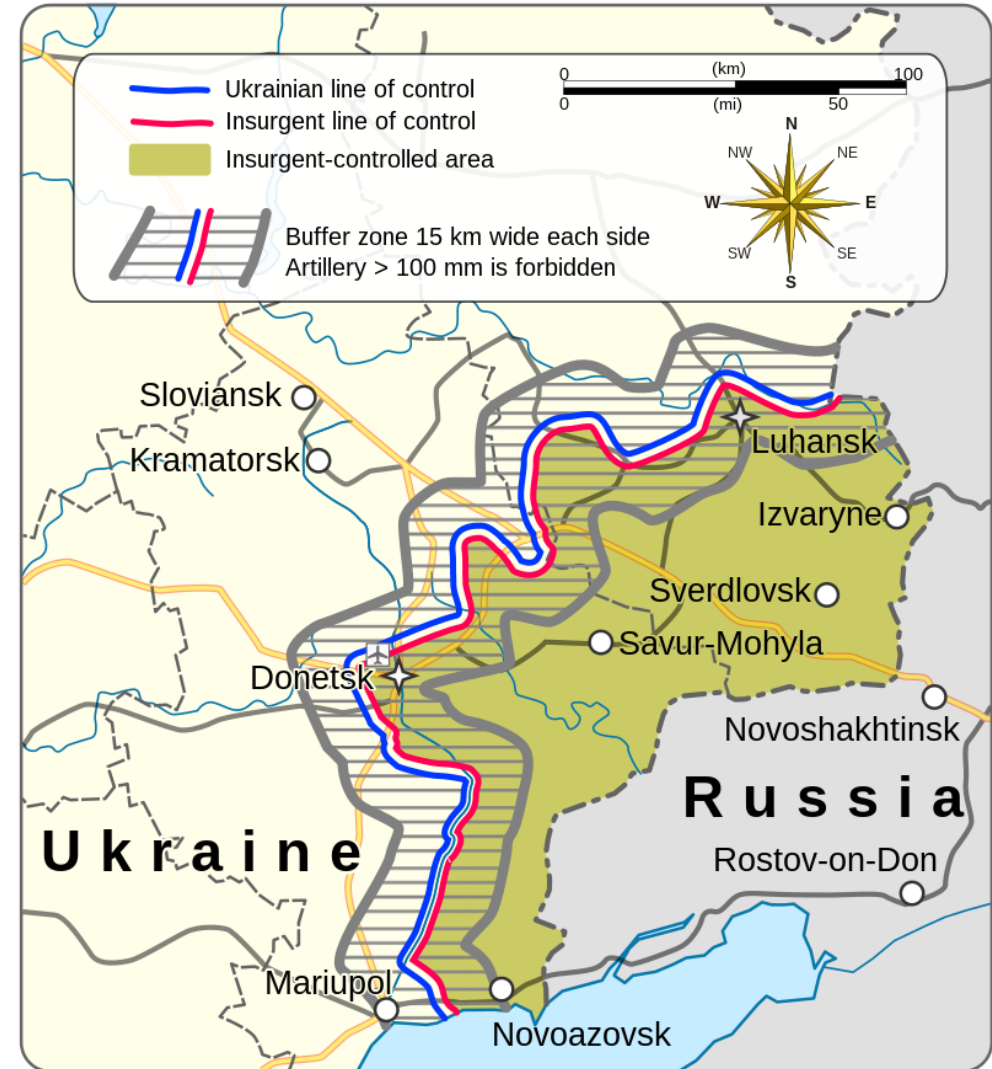 Ukrainian line of control
Insurgent line of control
Insurgent-controlled area
Buffer zone 15 km wide each side
Artillery > 100 mm is forbidden
0 (km) 100
0 (mi) 50
N
NW NE
W E
SW SE
S
Sloviansk
Kramatorsk
Luhansk
Izvaryne
Sverdlovsk
Savur-Mohyla
Donetsk
Novoshakhtinsk
Russia
Ukraine
Rostov-on-Don
Mariupol
Novoazovsk